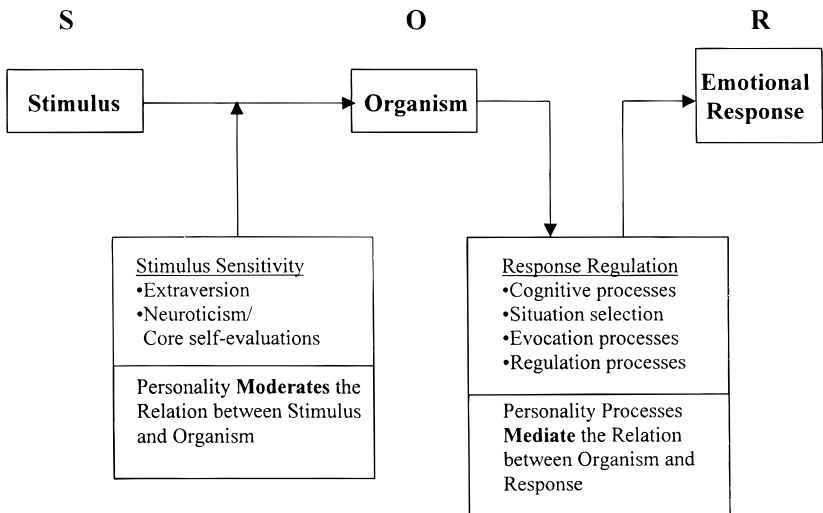 S
O
R
Stimulus
Organism
Emotional
Response
Stimulus Sensitivity
•Extraversion
•Neuroticism/
Core self-evaluations
Personality Moderates the
Relation between Stimulus
and Organism
Response Regulation
•Cognitive processes
•Situation selection
•Evocation processes
•Regulation processes
Personality Processes
Mediate the Relation
between Organism and
Response